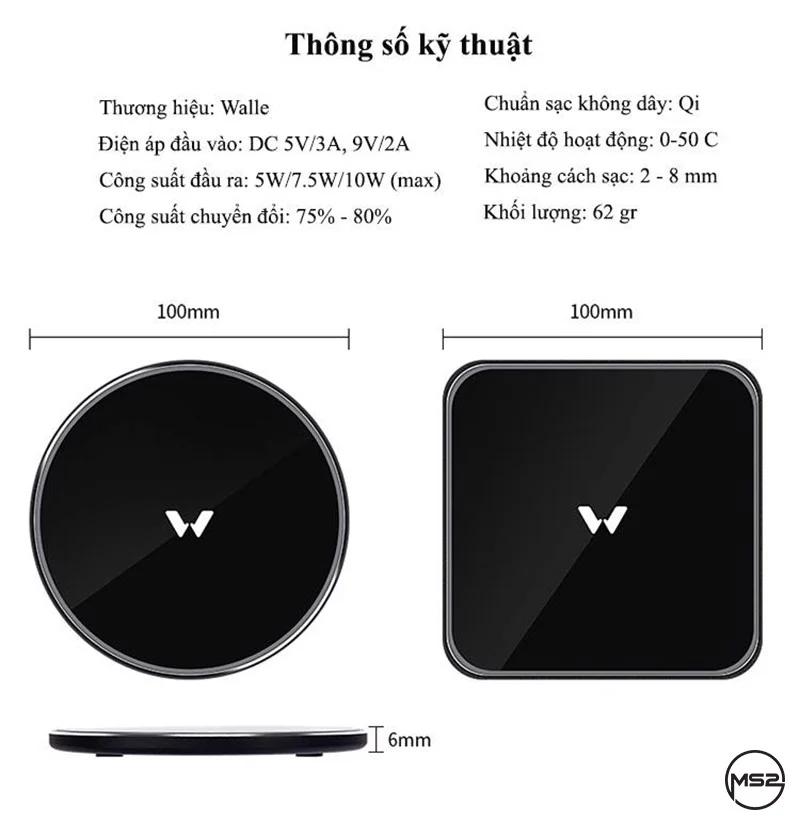 Thông số kỹ thuật
Thương hiệu: Walle
Điện áp đầu vào: DC 5V/3A, 9V/2A
Công suất đầu ra: 5W/7.5W/10W (max)
Công suất chuyển đổi: 75% - 80%
Chuẩn sạc không dây: Qi
Nhiệt độ hoạt động: 0-50 C
Khoảng cách sạc: 2 - 8 mm
Khối lượng: 62 gr
100mm
100mm
W
W
6mm
MS2